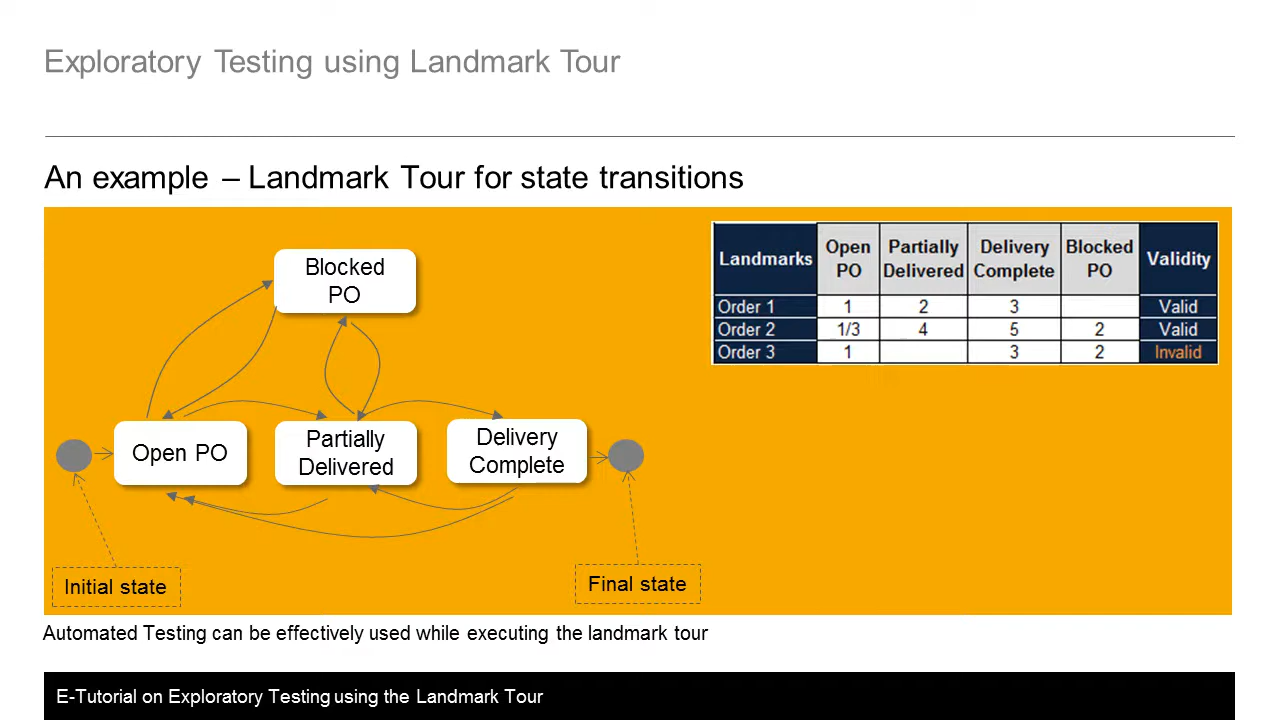 Exploratory Testing using Landmark Tour
An example – Landmark Tour for state transitions
Blocked
PO
Open PO
Partially
Delivered
Delivery
Complete
Initial state
Final state
Landmarks Open PO Partially Delivered Delivery Complete Blocked PO Validity
Order 1 1 2 3 Valid
Order 2 1/3 4 5 2 Valid
Order 3 1 3 2 Invalid
Automated Testing can be effectively used while executing the landmark tour
E-Tutorial on Exploratory Testing using the Landmark Tour